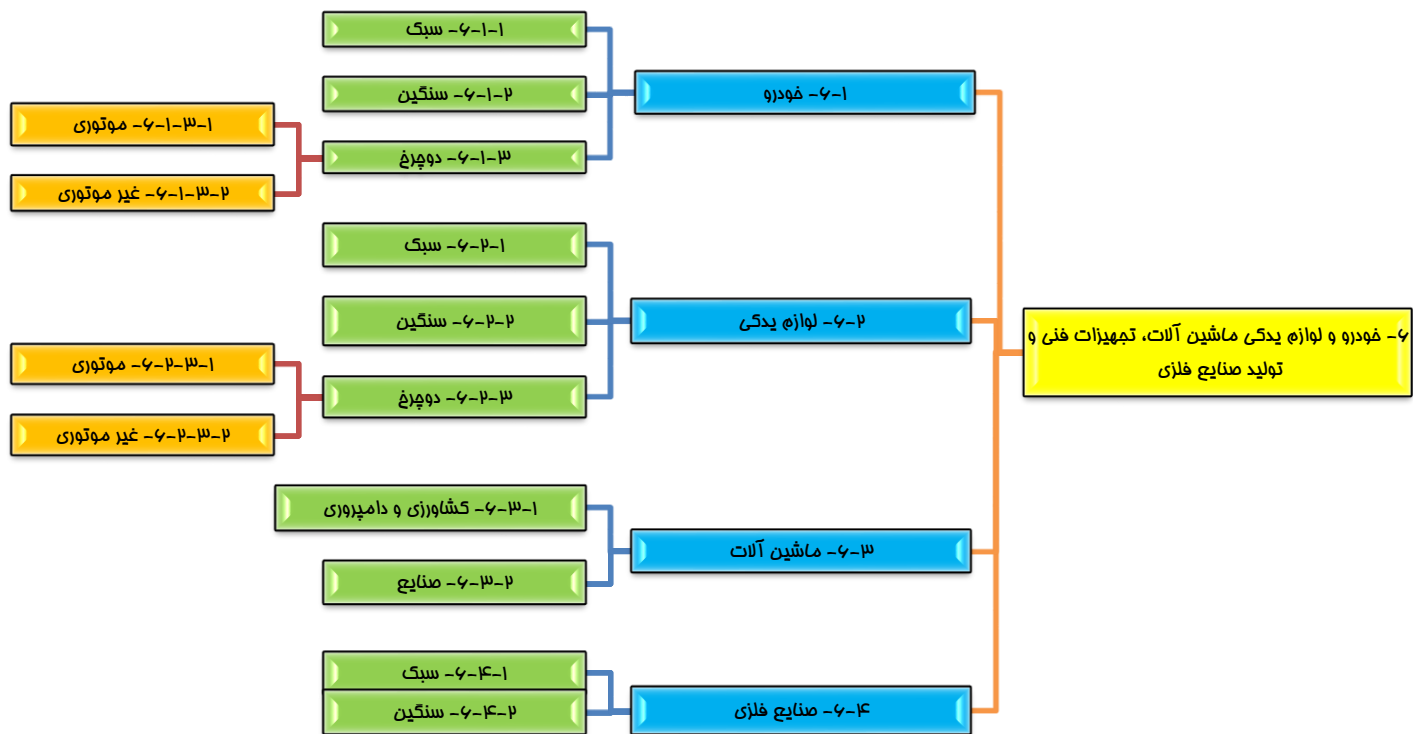 ۶- خودرو و لوازم یدکی ماشین آلات، تجهیزات فنی و
تولید صنایع فلزی
۶-۱- خودرو
۶-۱-۱- سبک
۶-۱-۲- سنگین
۶-۱-۳- دوچرخ
۶-۱-۳-۱- موتوری
۶-۱-۳-۲- غیر موتوری
۶-۲- لوازم یدکی
۶-۲-۱- سبک
۶-۲-۲- سنگین
۶-۲-۳- دوچرخ
۶-۲-۳-۱- موتوری
۶-۲-۳-۲- غیر موتوری
۶-۳- ماشین آلات
۶-۳-۱- کشاورزی و دامپروری
۶-۳-۲- صنایع
۶-۴- صنایع فلزی
۶-۴-۱- سبک
۶-۴-۲- سنگین